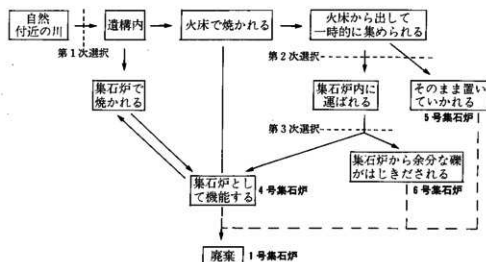 自然
付近の川
第1次選択
遺構内
火床で焼かれる
火床から出して
一時的に集められる
第2次選択
集石炉で
焼かれる
集石炉内に
運ばれる
そのまま置い
ていかれる
5号集石炉
第3次選択
集石炉とし
て機能する
4号集石炉
集石炉から余分な礫
がはじきだされる
6号集石炉
廃棄
1号集石炉